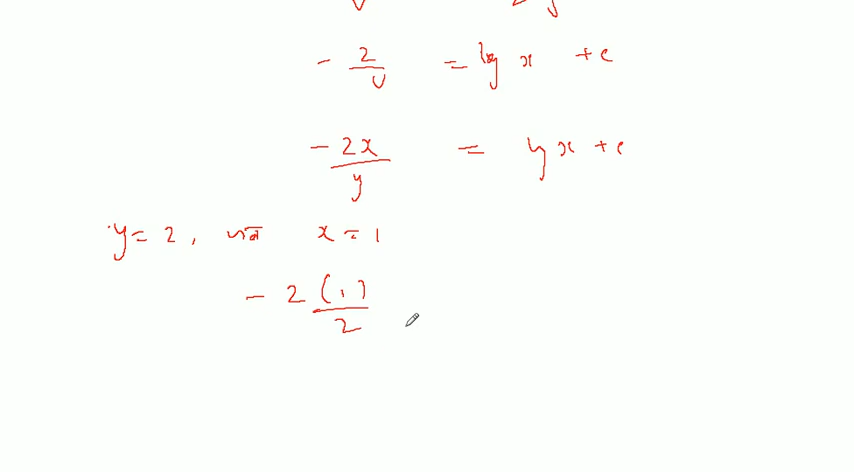 - 2/v = log x + c
- 2x/y = log x + c
y = 2, जब x = 1
- 2 (1)/2